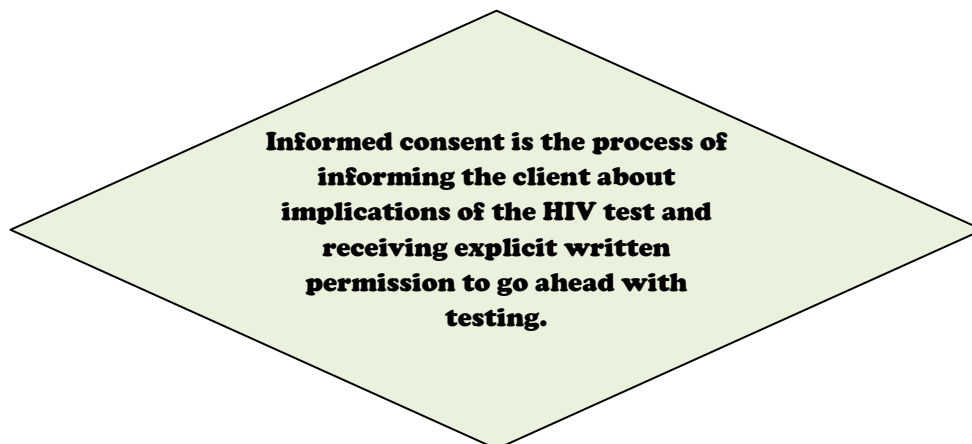 Informed consent is the process of
informing the client about
implications of the HIV test and
receiving explicit written
permission to go ahead with
testing.